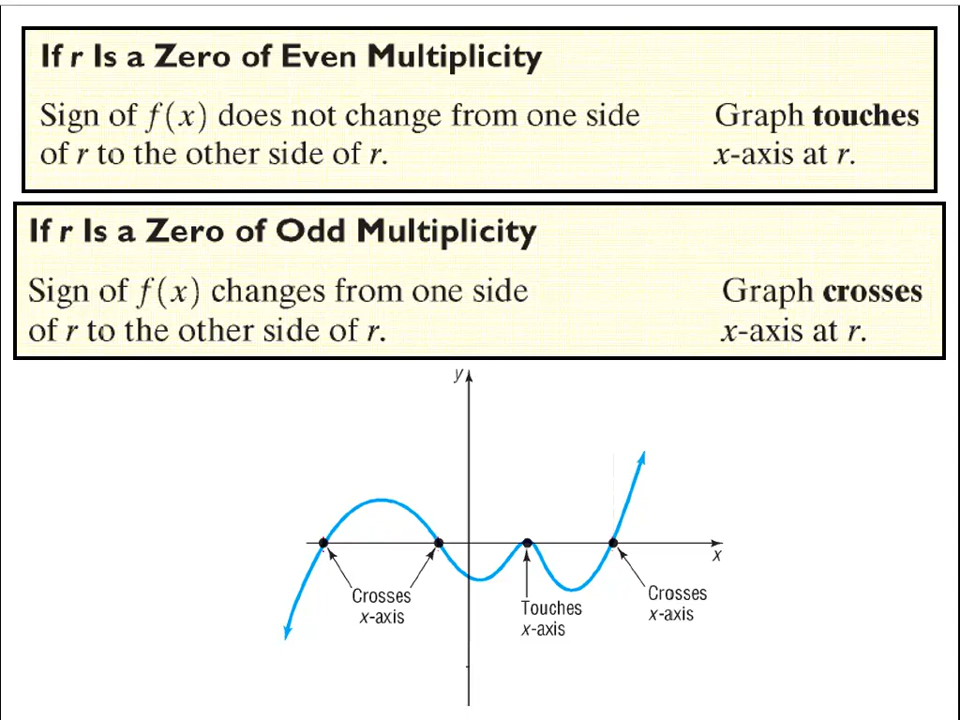 If r Is a Zero of Even Multiplicity
Sign of f(x) does not change from one side
of r to the other side of r.
Graph touches
x-axis at r.
If r Is a Zero of Odd Multiplicity
Sign of f(x) changes from one side
of r to the other side of r.
Graph crosses
x-axis at r.
y
x
Crosses
x-axis
Touches
x-axis
Crosses
x-axis